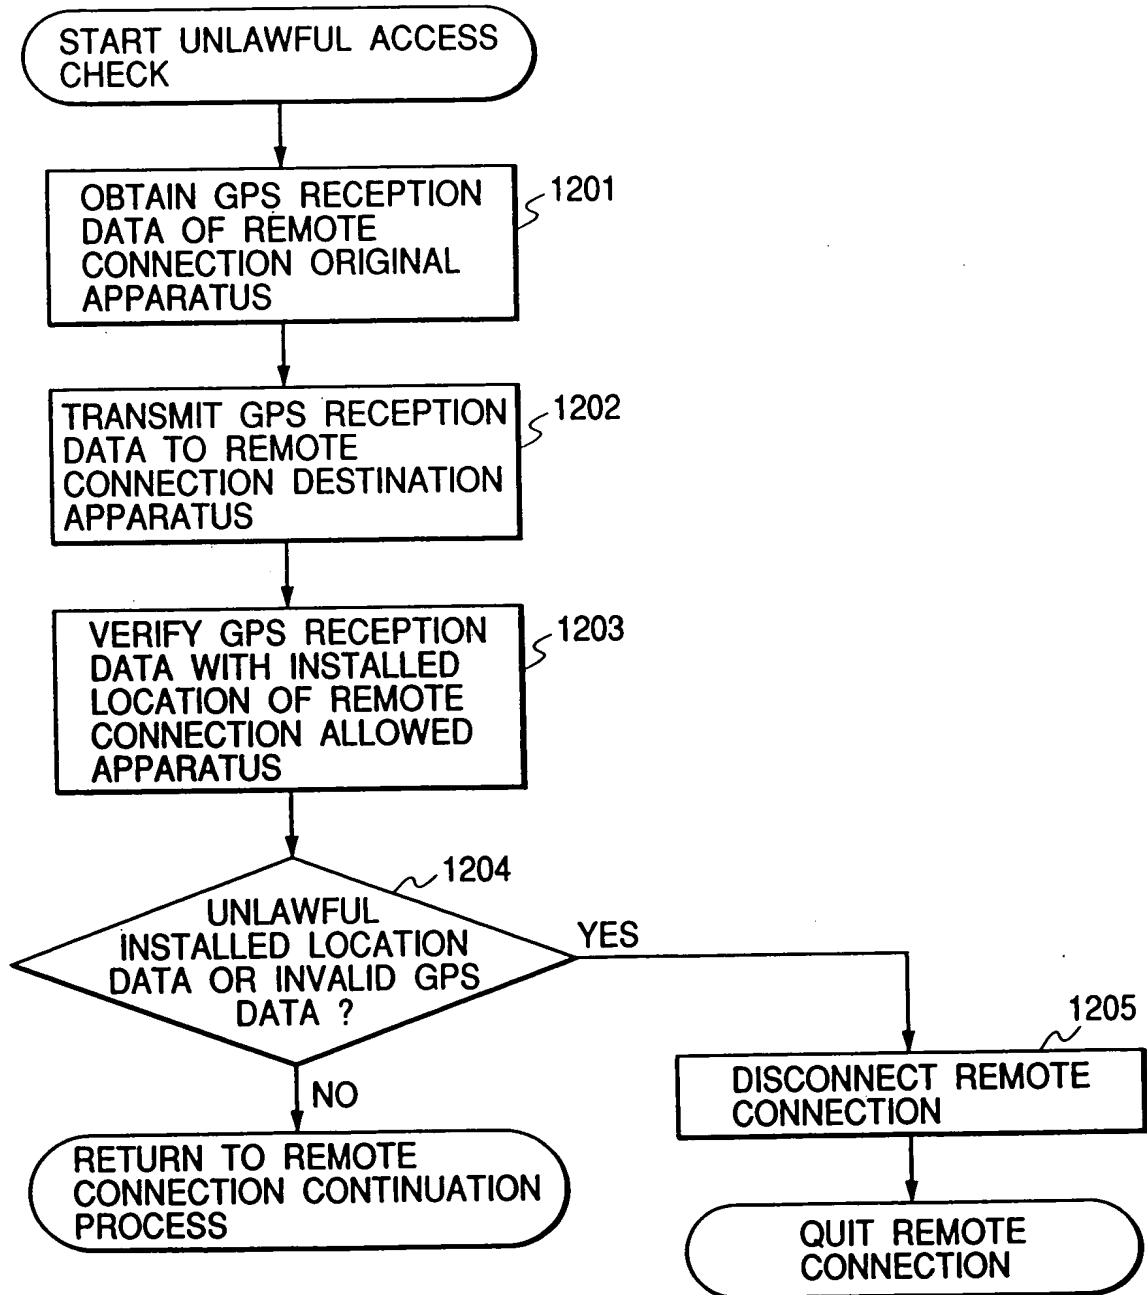 START UNLAWFUL ACCESS
CHECK
OBTAIN GPS RECEPTION
DATA OF REMOTE
CONNECTION ORIGINAL
APPARATUS
1201
TRANSMIT GPS RECEPTION
DATA TO REMOTE
CONNECTION DESTINATION
APPARATUS
1202
VERIFY GPS RECEPTION
DATA WITH INSTALLED
LOCATION OF REMOTE
CONNECTION ALLOWED
APPARATUS
1203
UNLAWFUL
INSTALLED LOCATION
DATA OR INVALID GPS
DATA ?
1204
YES
NO
DISCONNECT REMOTE
CONNECTION
1205
RETURN TO REMOTE
CONNECTION CONTINUATION
PROCESS
QUIT REMOTE
CONNECTION